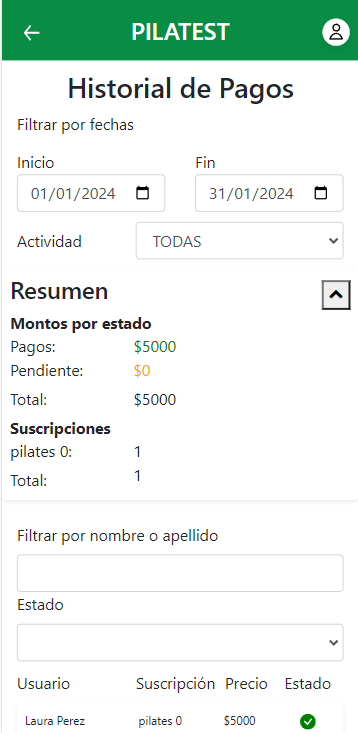 PILATEST
Historial de Pagos
Filtrar por fechas
Inicio Fin
01/01/2024 31/01/2024
Actividad TODAS
Resumen
Montos por estado
Pagos: $5000
Pendiente: $0
Total: $5000
Suscripciones
pilates 0: 1
Total: 1
Filtrar por nombre o apellido
Estado
Usuario Suscripción Precio Estado
Laura Perez pilates 0 $5000